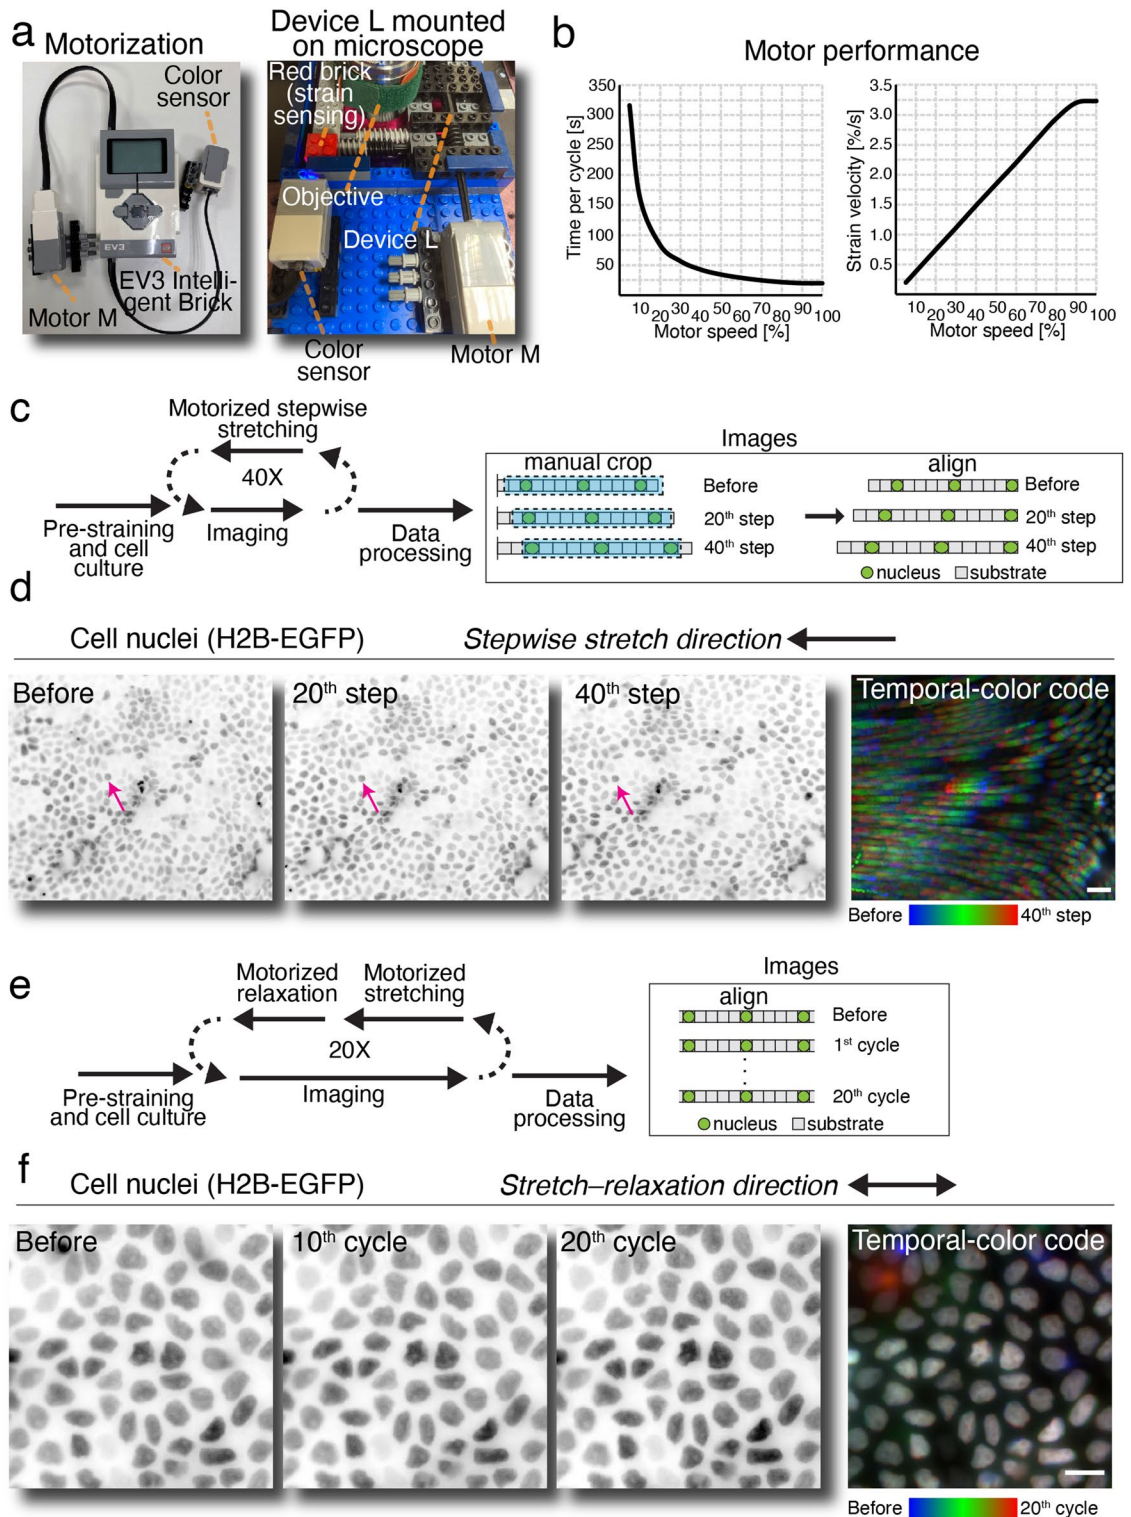 a
Motorization
Color
sensor
EV3
EV3 Intelli-
gent Brick
Motor M
Device L mounted
on microscope
Red brick
(strain
sensing)
Objective
Device L
Color
sensor
Motor M
b
Motor performance
Time per cycle [s]
350
300
250
200
150
100
50
10 20 30 40 50 60 70 80 90 100
Motor speed [%]
Strain velocity [%/s]
3.5
3.0
2.5
2.0
1.5
1.0
0.5
10 20 30 40 50 60 70 80 90 100
Motor speed [%]
c
Motorized stepwise
stretching
40X
Pre-straining
and cell
culture
Imaging
Data
processing
Images
manual crop
align
Before
Before
20th step
20th step
40th step
40th step
nucleus substrate
d
Cell nuclei (H2B-EGFP)
Stepwise stretch direction
Before
20th step
40th step
Temporal-color code
Before 40th step
e
Motorized
relaxation
Motorized
stretching
20X
Pre-straining
and cell culture
Imaging
Data
processing
Images
align
Before
1st cycle
20th cycle
nucleus substrate
f
Cell nuclei (H2B-EGFP)
Stretch–relaxation direction
Before
10th cycle
20th cycle
Temporal-color code
Before 20th cycle